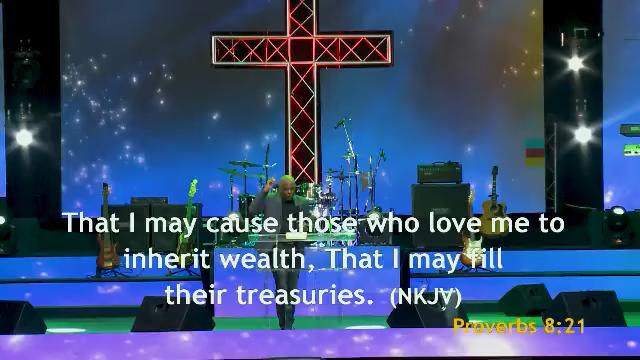 That I may cause those who love me to
inherit wealth, That I may fill
their treasuries. (NKJV)
Proverbs 8:21